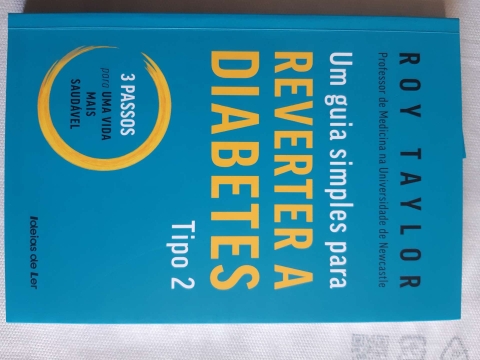 ROY TAYLOR
Professor de Medicina na Universidade de Newcastle
Um guia simples para
REVERTER A
DIABETES
Tipo 2
3 PASSOS
para UMA VIDA
MAIS
SAUDÁVEL
Ideias de Ler